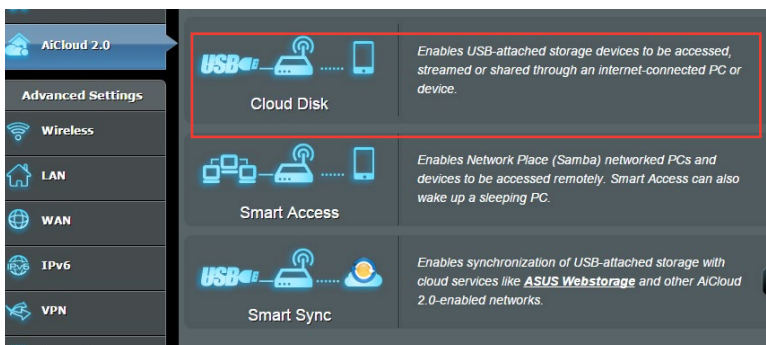 AiCloud 2.0
Advanced Settings
Wireless
LAN
WAN
IPv6
IPv6
VPN
USB
Cloud Disk
Enables USB-attached storage devices to be accessed,
streamed or shared through an internet-connected PC or
device.
Smart Access
Enables Network Place (Samba) networked PCs and
devices to be accessed remotely. Smart Access can also
wake up a sleeping PC.
USB
Smart Sync
Enables synchronization of USB-attached storage with
cloud services like ASUS Webstorage and other AiCloud
2.0-enabled networks.